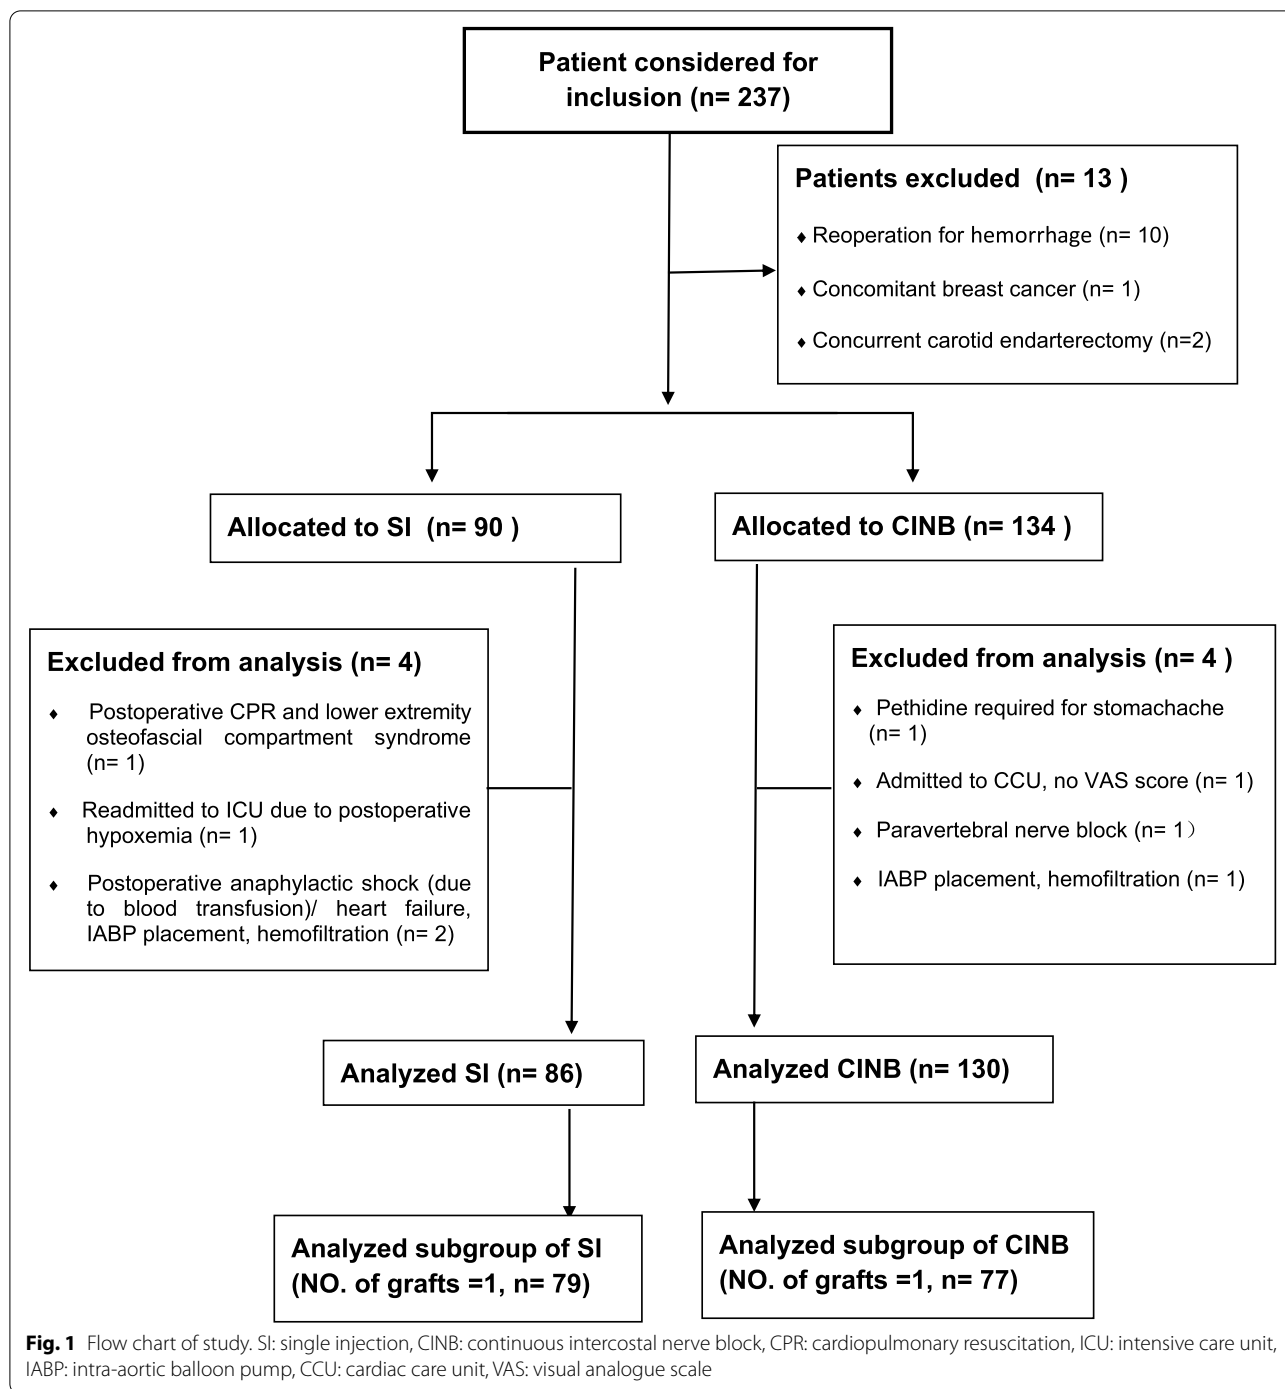 Patient considered for
inclusion (n= 237)
Patients excluded (n= 13 )
♦ Reoperation for hemorrhage (n= 10)
♦ Concomitant breast cancer (n= 1)
♦ Concurrent carotid endarterectomy (n=2)
Allocated to SI (n= 90 )
Allocated to CINB (n= 134 )
Excluded from analysis (n= 4)
♦ Postoperative CPR and lower extremity
osteofascial compartment syndrome
(n= 1)
♦ Readmitted to ICU due to postoperative
hypoxemia (n= 1)
♦ Postoperative anaphylactic shock (due
to blood transfusion)/ heart failure,
IABP placement, hemofiltration (n= 2)
Excluded from analysis (n= 4 )
♦ Pethidine required for stomachache
(n= 1)
♦ Admitted to CCU, no VAS score (n= 1)
♦ Paravertebral nerve block (n= 1）
♦ IABP placement, hemofiltration (n= 1)
Analyzed SI (n= 86)
Analyzed CINB (n= 130)
Analyzed subgroup of SI
(NO. of grafts =1, n= 79)
Analyzed subgroup of CINB
(NO. of grafts =1, n= 77)
Fig. 1 Flow chart of study. SI: single injection, CINB: continuous intercostal nerve block, CPR: cardiopulmonary resuscitation, ICU: intensive care unit,
IABP: intra-aortic balloon pump, CCU: cardiac care unit, VAS: visual analogue scale